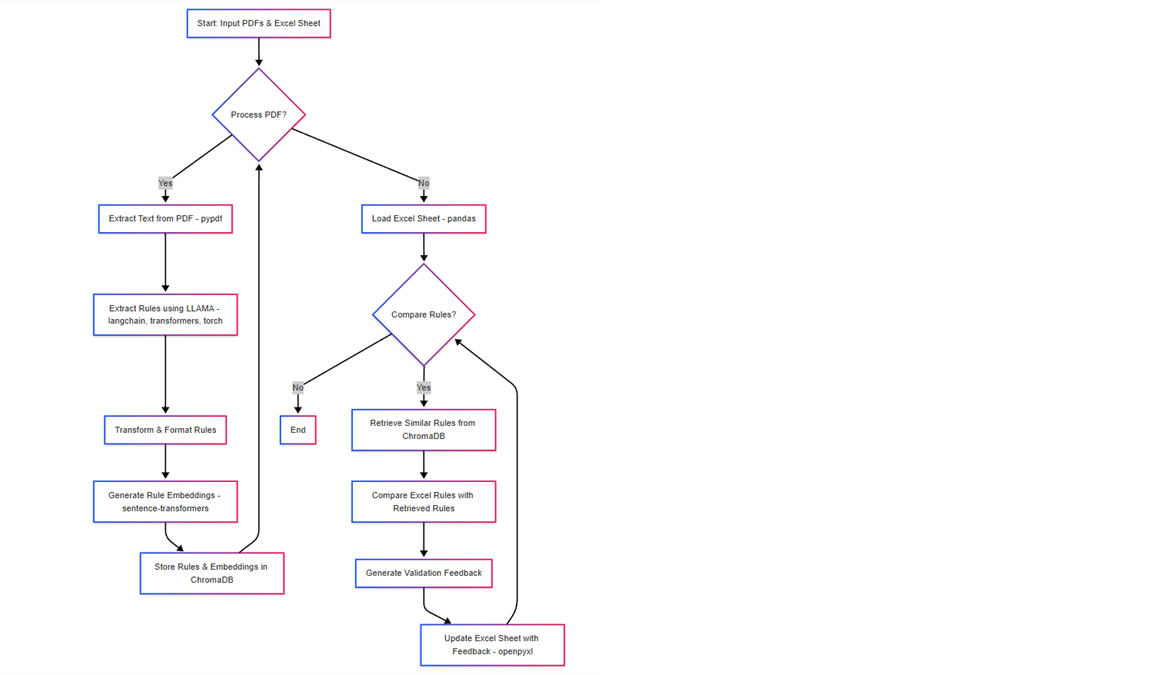 Start: Input PDFs & Excel Sheet
Process PDF?
Yes
No
Extract Text from PDF - pypdf
Load Excel Sheet - pandas
Extract Rules using LLAMA -
langchain, transformers, torch
Compare Rules?
No
Yes
Transform & Format Rules
End
Retrieve Similar Rules from
ChromaDB
Generate Rule Embeddings -
sentence-transformers
Compare Excel Rules with
Retrieved Rules
Store Rules & Embeddings in
ChromaDB
Generate Validation Feedback
Update Excel Sheet with
Feedback - openpyxl